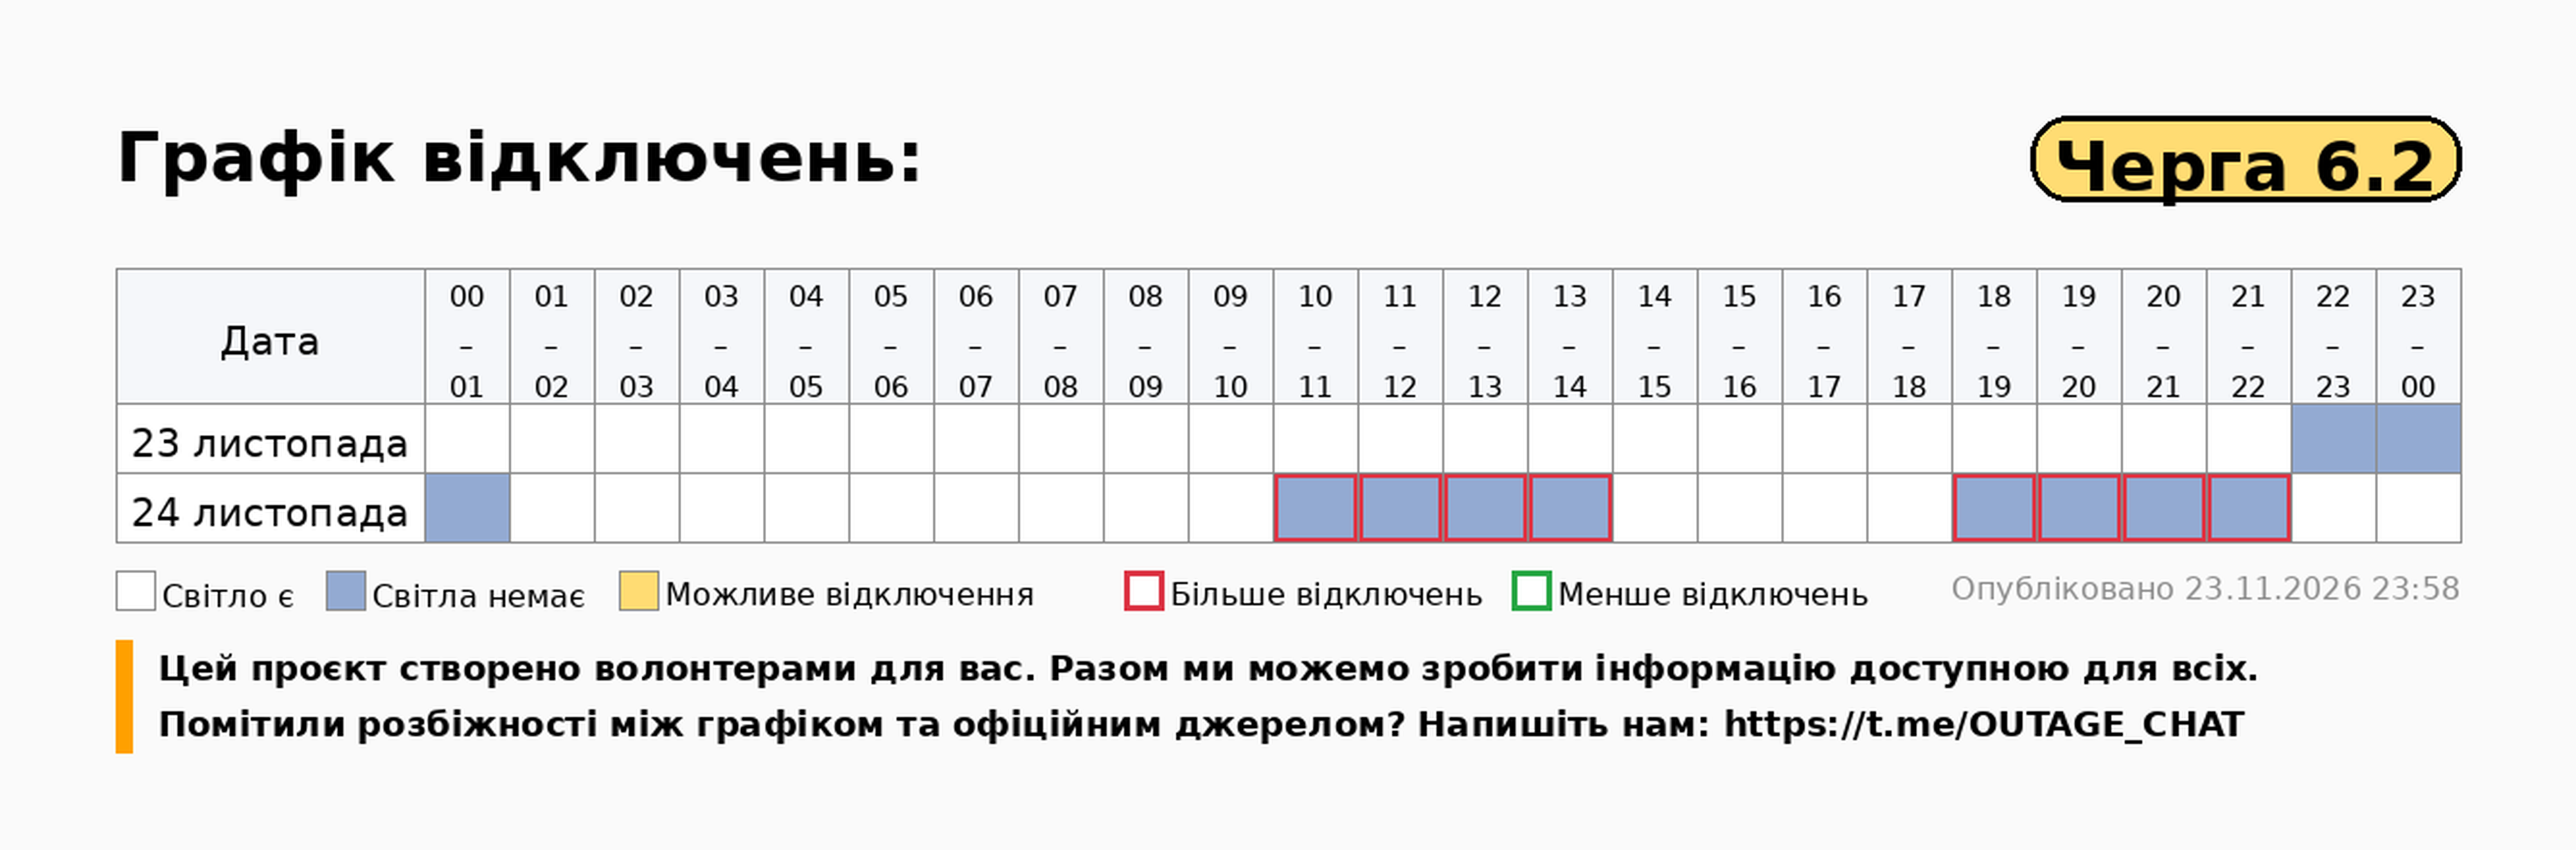 Графік відключень:
Черга 6.2
Дата 00 – 01 01 – 02 02 – 03 03 – 04 04 – 05 05 – 06 06 – 07 07 – 08 08 – 09 09 – 10 10 – 11 11 – 12 12 – 13 13 – 14 14 – 15 15 – 16 16 – 17 17 – 18 18 – 19 19 – 20 20 – 21 21 – 22 22 – 23 23 – 00
23 листопада
24 листопада
Світло є Світла немає Можливе відключення Більше відключень Менше відключень Опубліковано 23.11.2026 23:58
Цей проєкт створено волонтерами для вас. Разом ми можемо зробити інформацію доступною для всіх.
Помітили розбіжності між графіком та офіційним джерелом? Напишіть нам: https://t.me/OUTAGE_CHAT